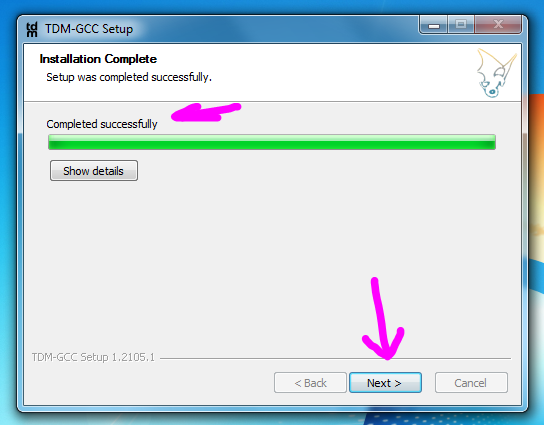 tdm
TDM-GCC Setup
Installation Complete
Setup was completed successfully.
Completed successfully
Show details
TDM-GCC Setup 1.2105.1
< Back
Next >
Cancel